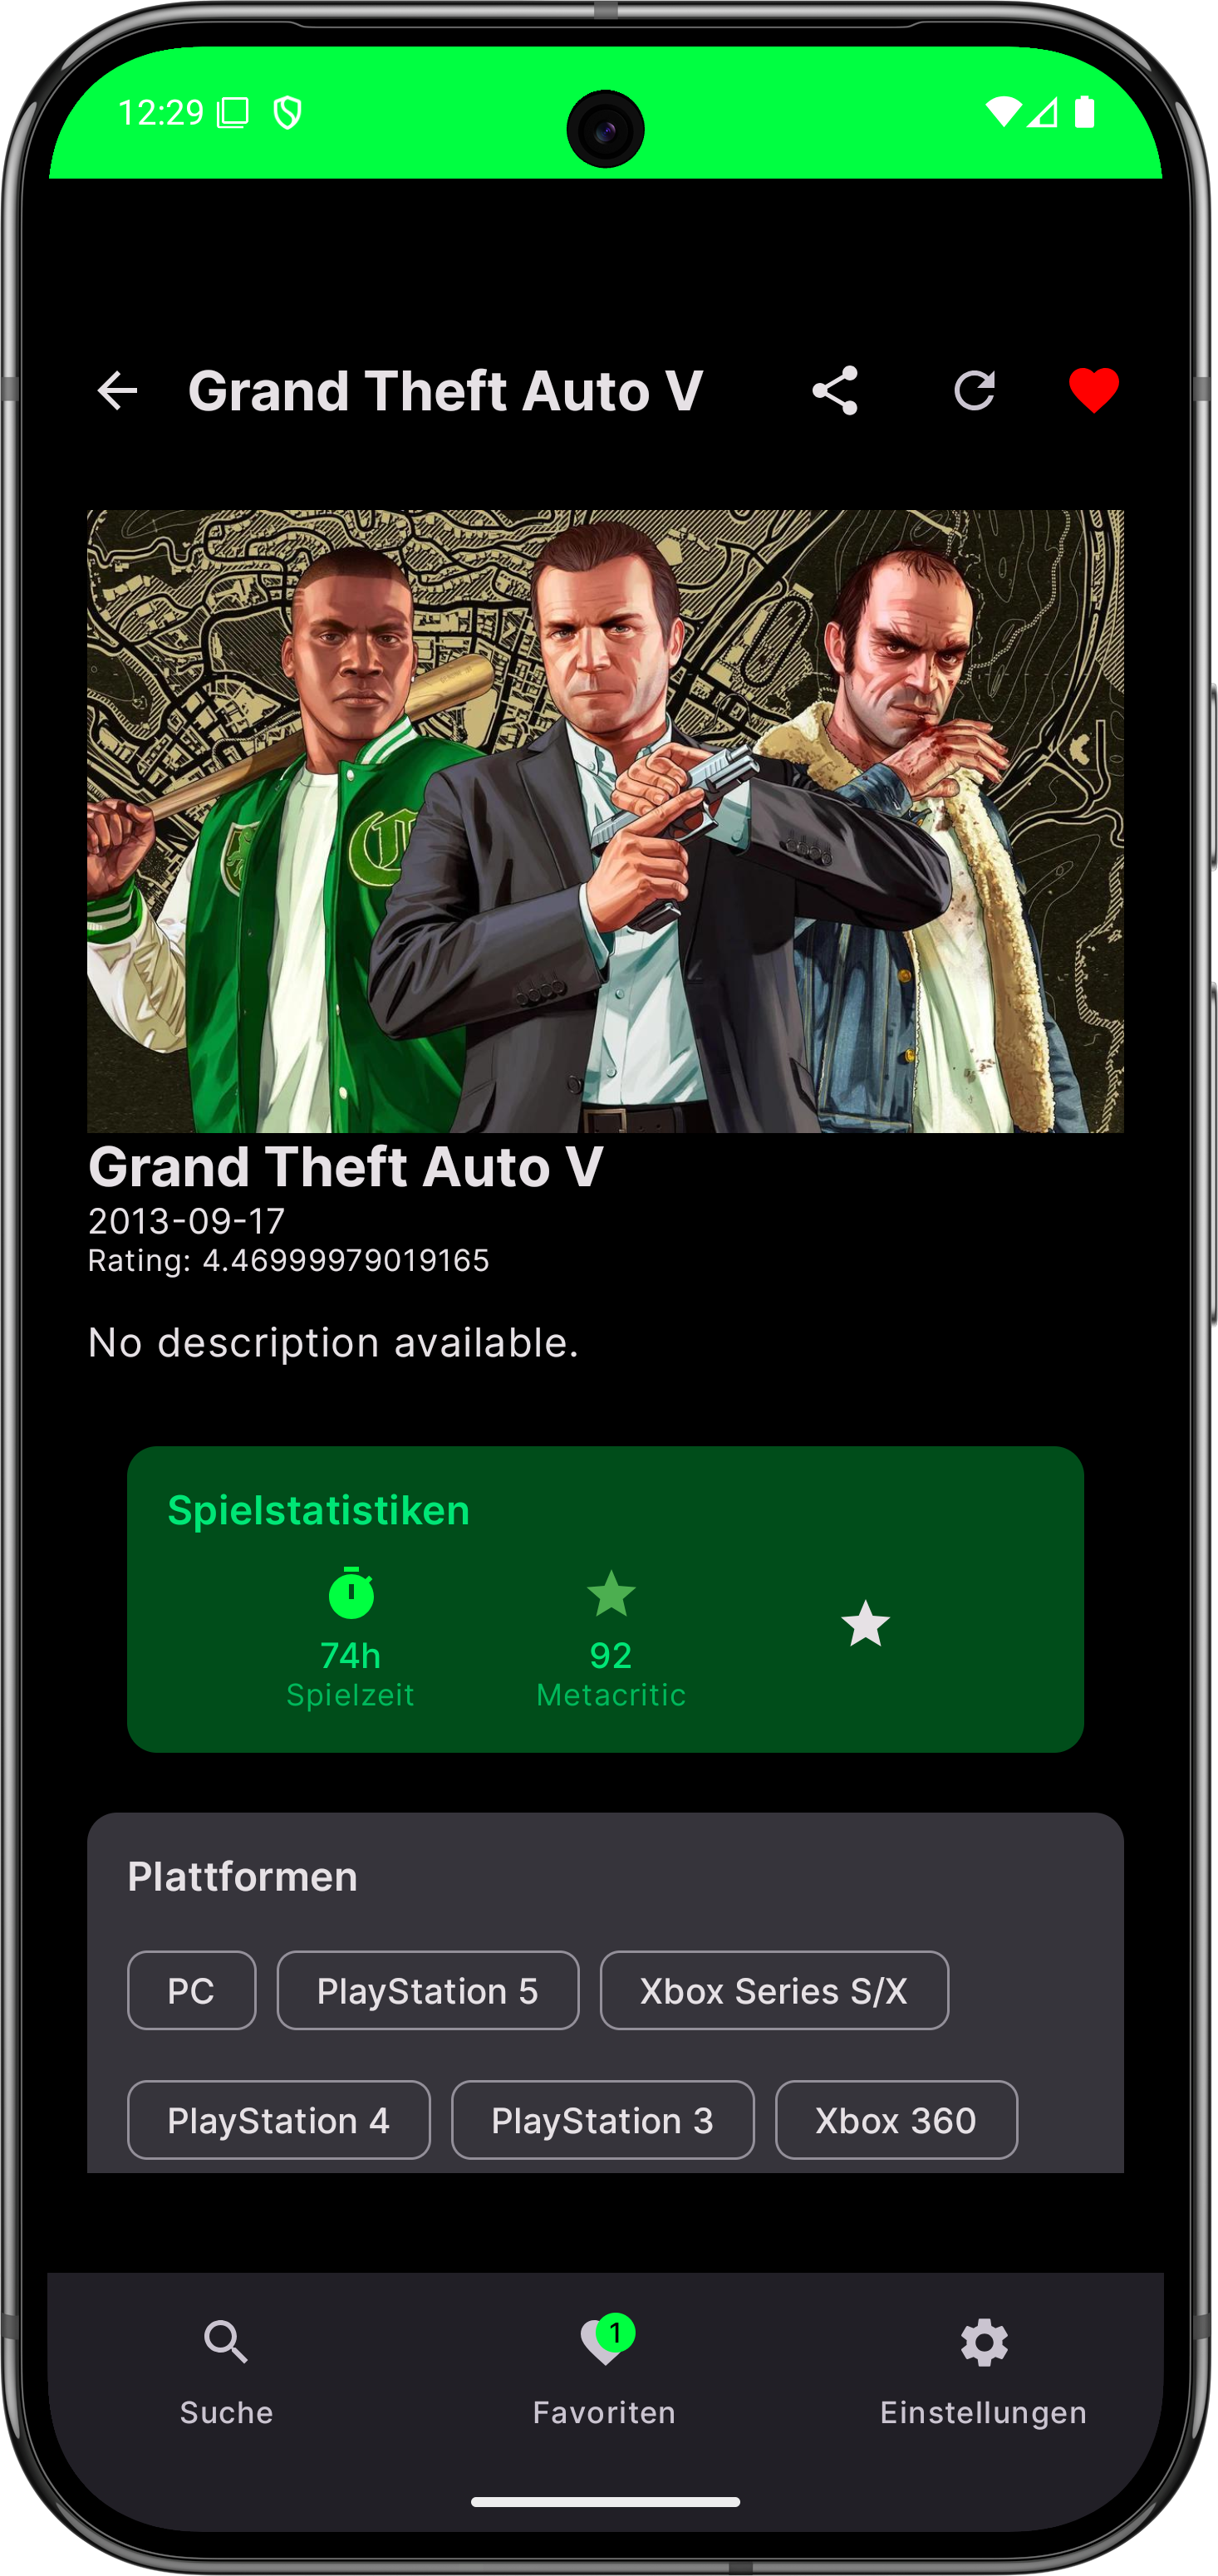 12:29
Grand Theft Auto V
Grand Theft Auto V
2013-09-17
Rating: 4.46999979019165
No description available.
Spielstatistiken
74h
Spielzeit
92
Metacritic
Plattformen
PC
PlayStation 5
Xbox Series S/X
PlayStation 4
PlayStation 3
Xbox 360
1
Suche
Favoriten
Einstellungen